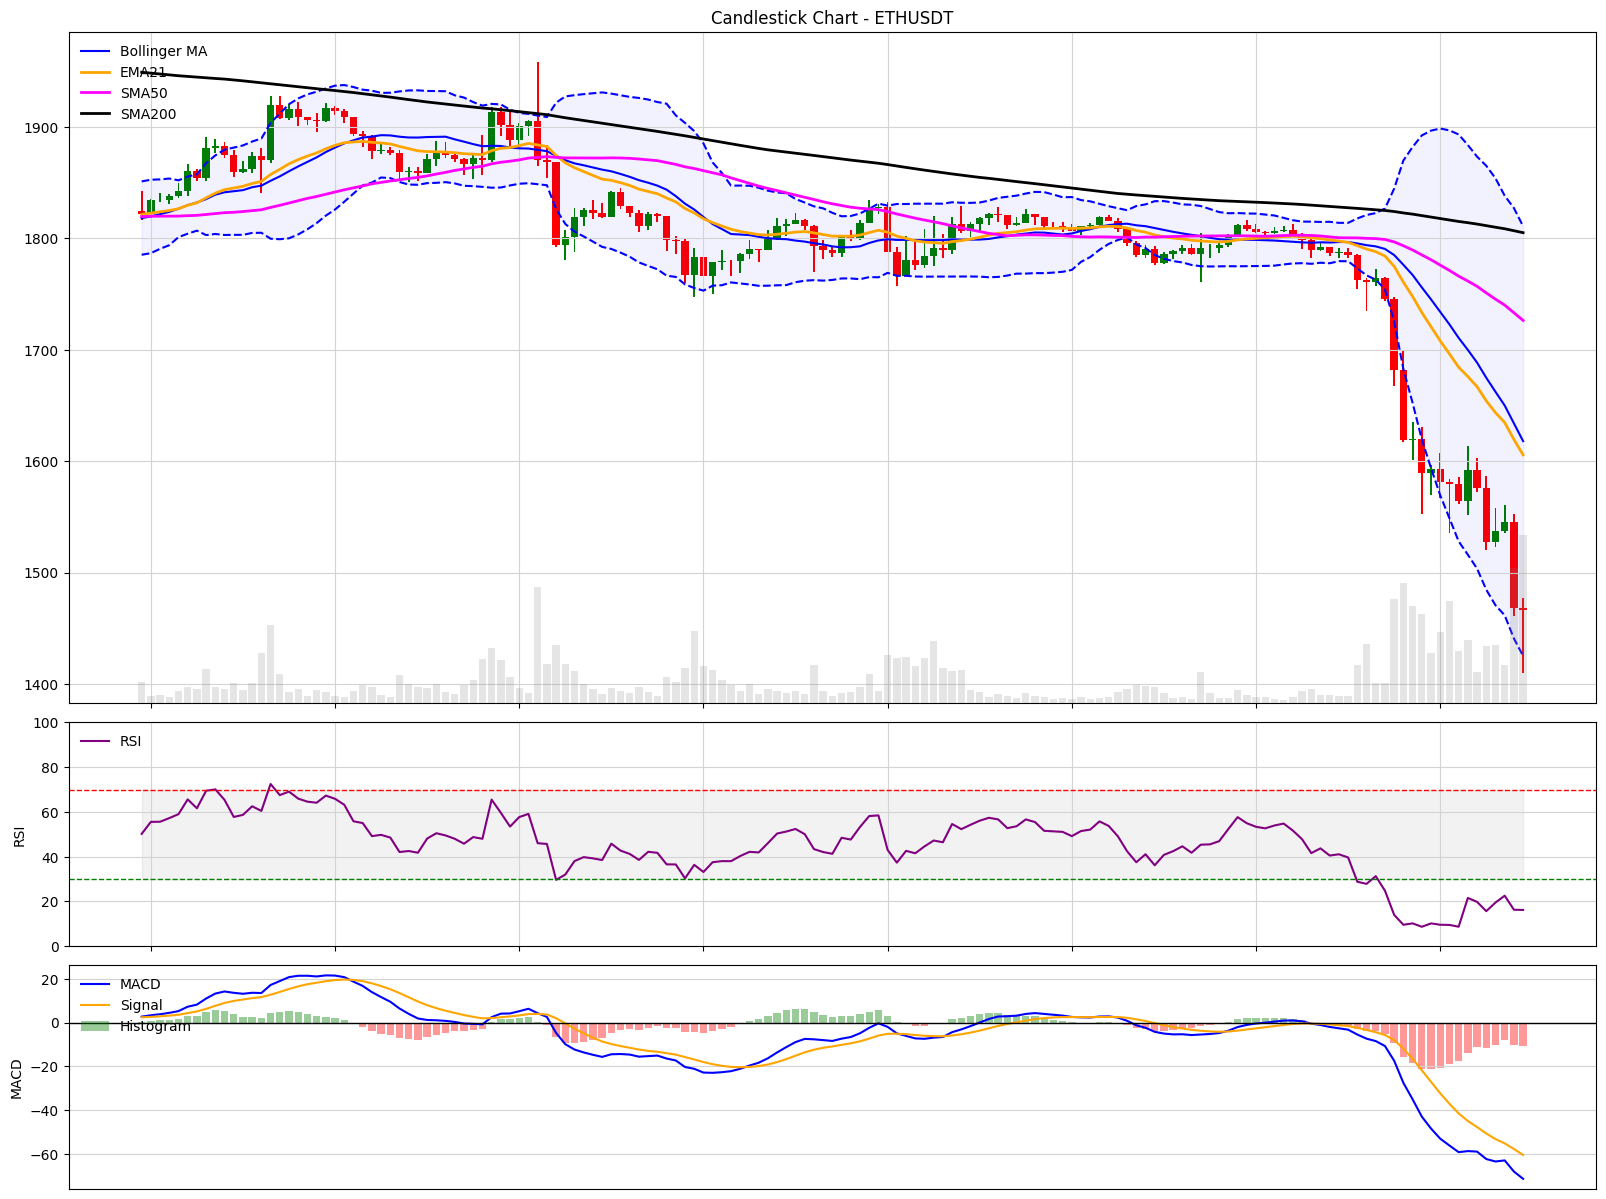 Candlestick Chart - ETHUSDT
Bollinger MA
EMA21
SMA50
SMA200
1900
1800
1700
1600
1500
1400
100
RSI
80
60
RSI
40
20
0
20
MACD
Signal
0
Histogram
MACD
−20
−40
−60